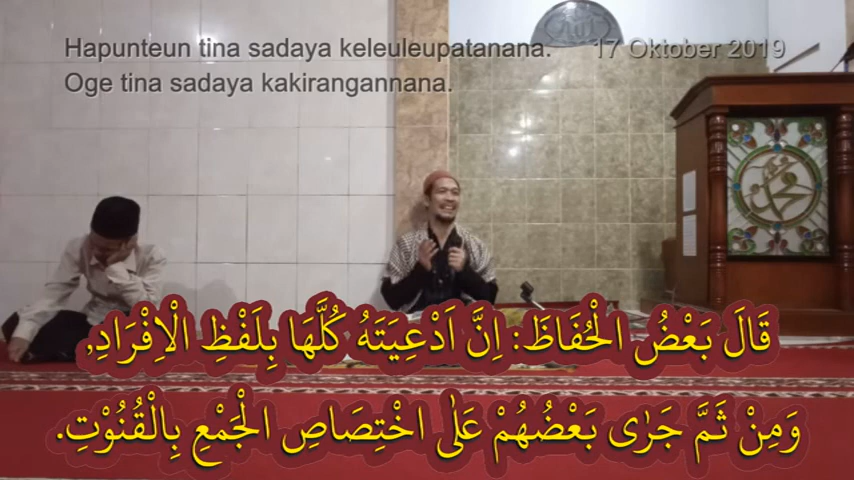 Hapunteun tina sadaya keleuleupatanana. 17 Oktober 2019
Oge tina sadaya kakirangannana.
محمد
قَالَ بَعْضُ الْحُفَاظَ: اِنَّ اَدْعِيَتَهُ كُلَّهَا بِلَفْظِ الْاِفْرَادِ,
وَمِنْ ثَمَّ جَرٰى بَعْضُهُمْ عَلٰى اخْتِصَاصِ الْجَمْعِ بِالْقُنُوْتِ.